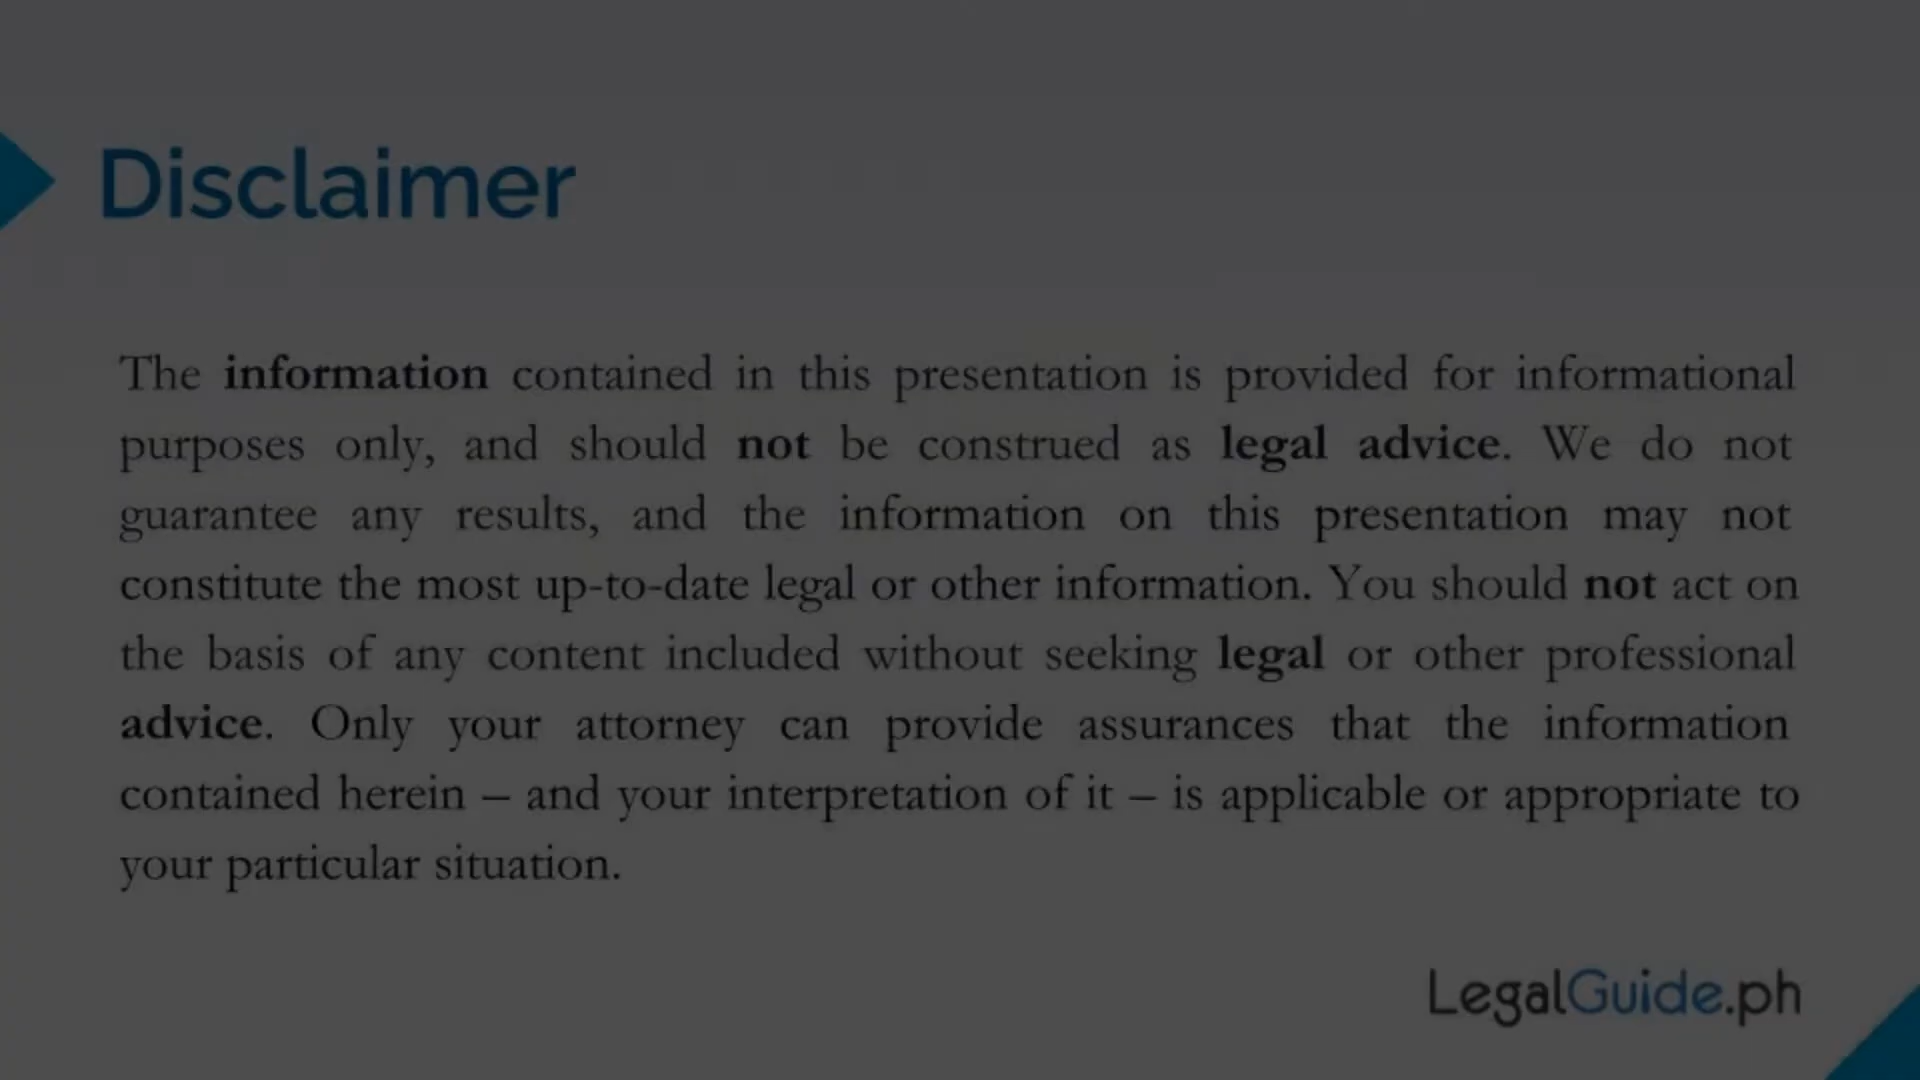 Disclaimer
The information contained in this presentation is provided for informational
purposes only, and should not be construed as legal advice. We do not
guarantee any results, and the information on this presentation may not
constitute the most up-to-date legal or other information. You should not act on
the basis of any content included without seeking legal or other professional
advice. Only your attorney can provide assurances that the information
contained herein – and your interpretation of it – is applicable or appropriate to
your particular situation.
LegalGuide.ph